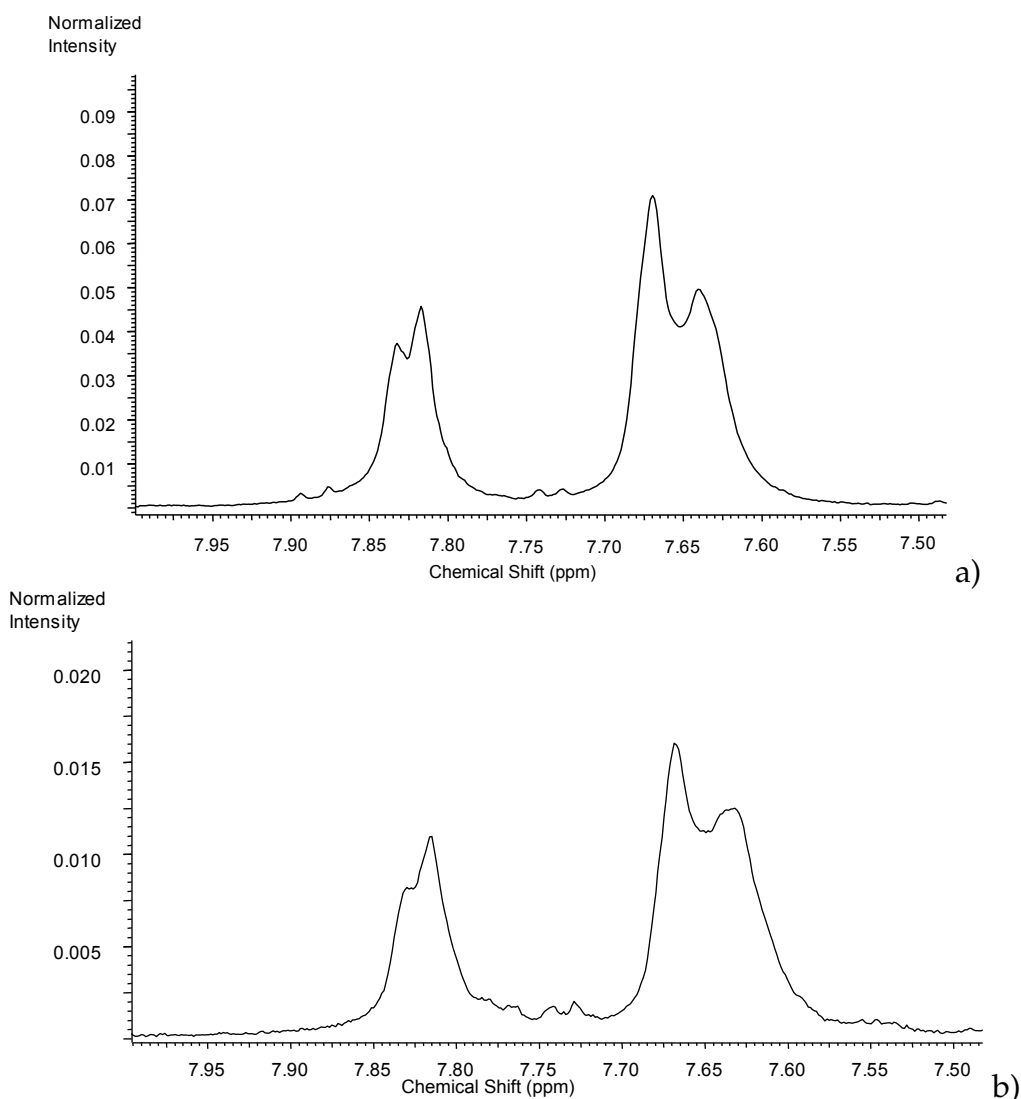 Normalized
Intensity
0.09
0.08
0.07
0.06
0.05
0.04
0.03
0.02
0.01
7.95 7.90 7.85 7.80 7.75 7.70 7.65 7.60 7.55 7.50
Chemical Shift (ppm)
a)
Normalized
Intensity
0.020
0.015
0.010
0.005
7.95 7.90 7.85 7.80 7.75 7.70 7.65 7.60 7.55 7.50
Chemical Shift (ppm)
b)